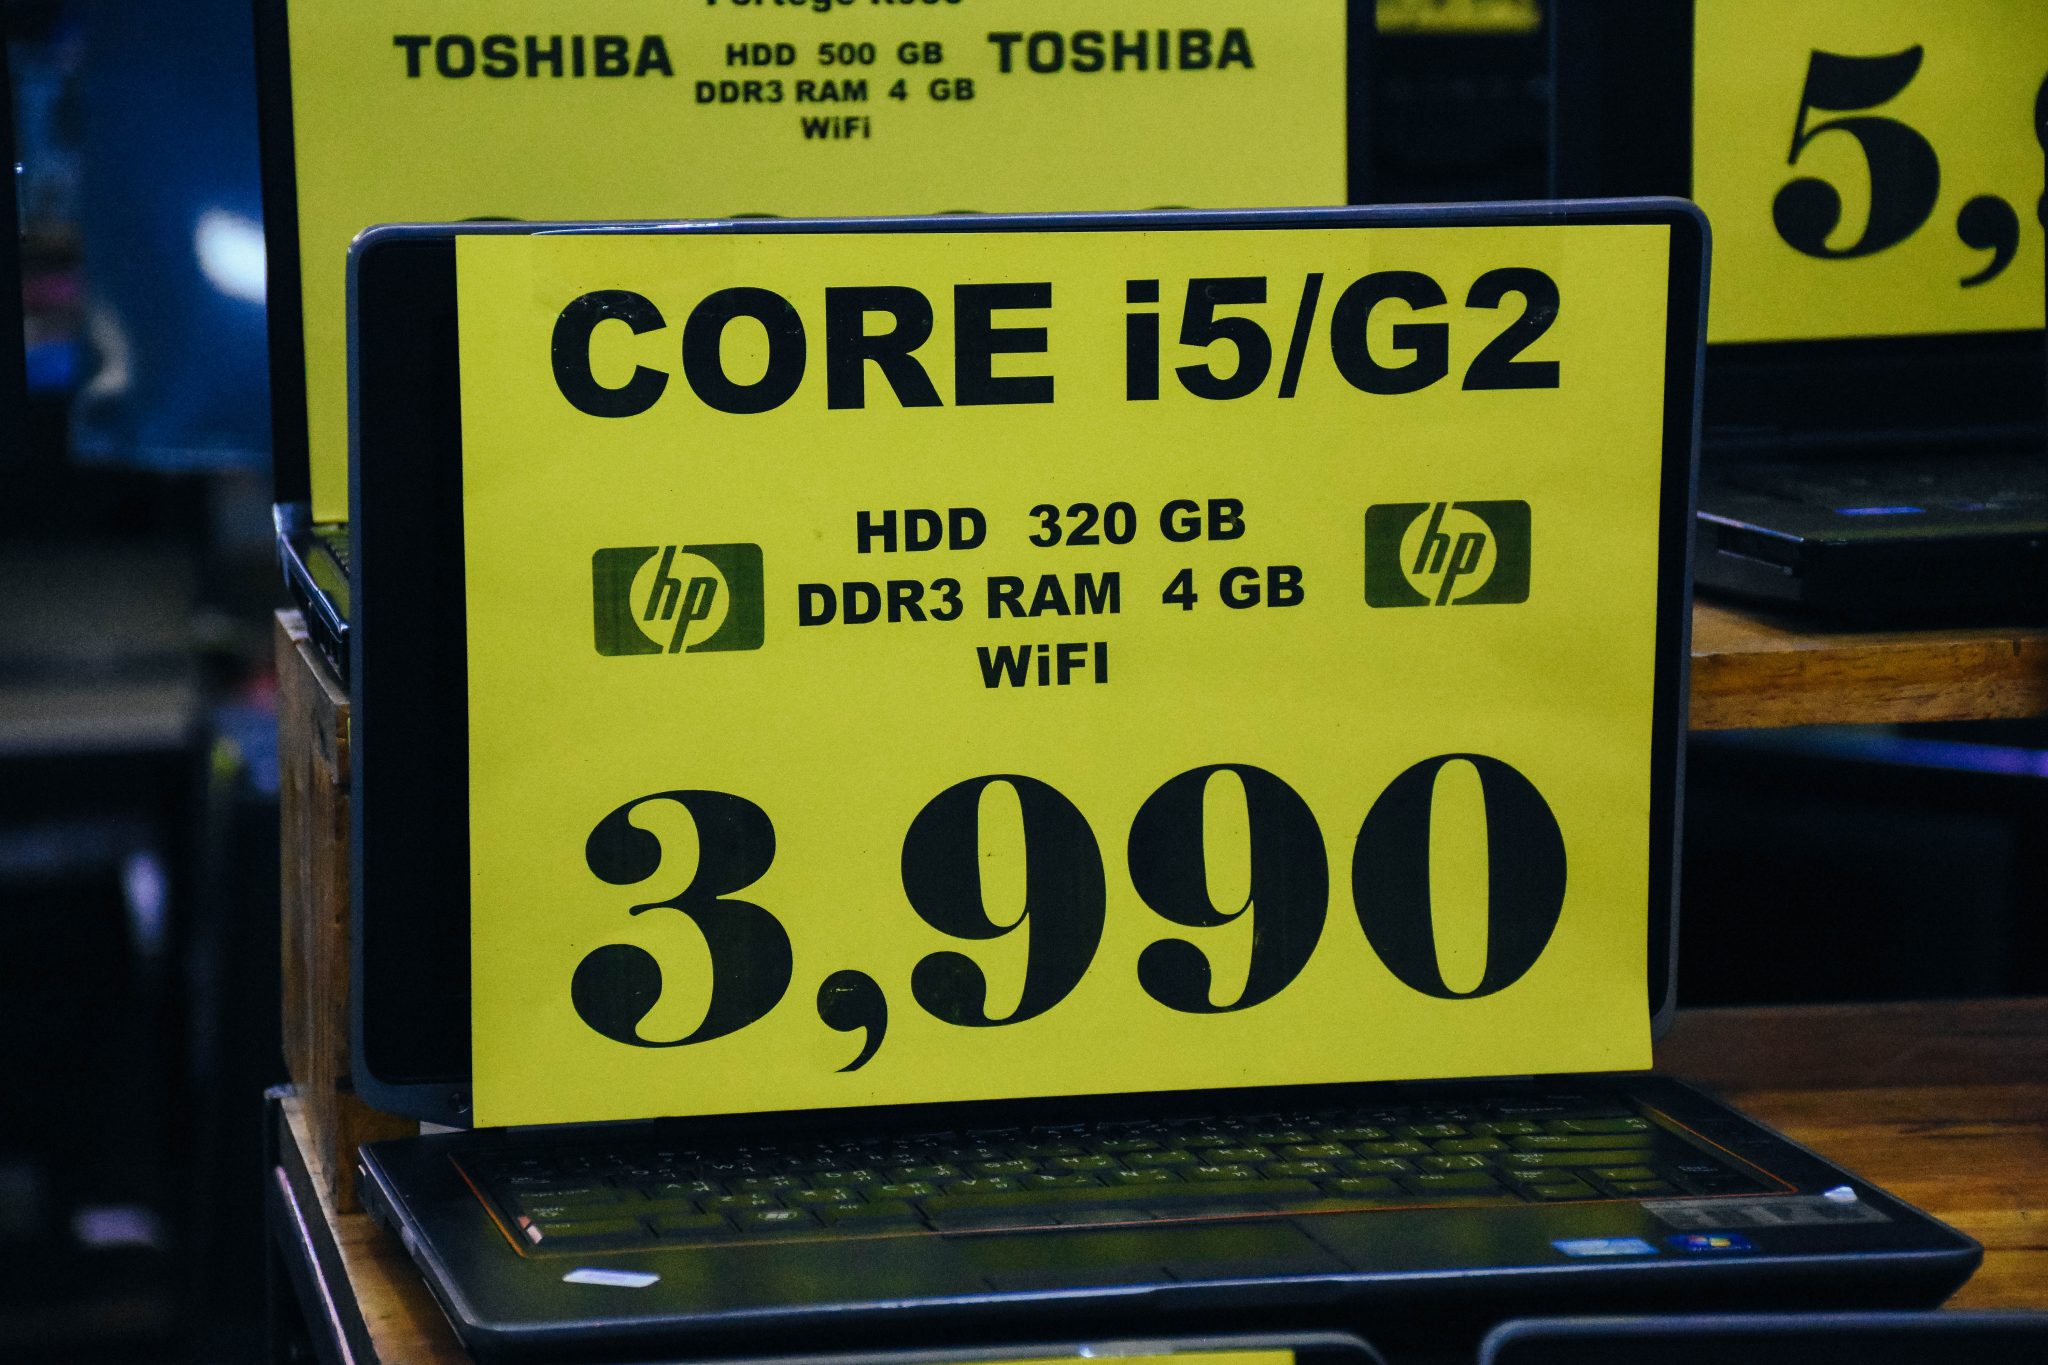 TOSHIBA HDD 500 GB TOSHIBA
DDR3 RAM 4 GB
WiFi
5,
CORE i5/G2
HDD 320 GB
hp DDR3 RAM 4 GB hp
WiFI
3,990